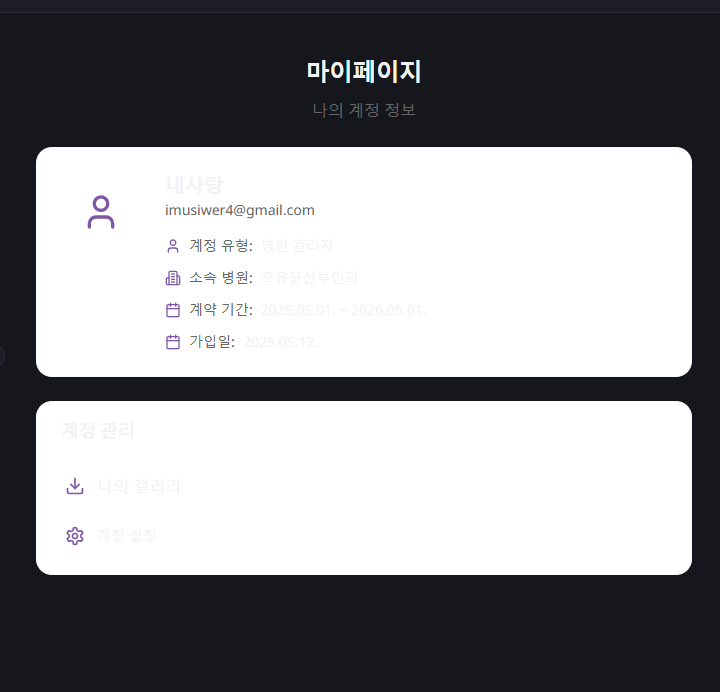 마이페이지
나의 계정 정보
내사랑
imusiwer4@gmail.com
계정 유형: 병원 관리자
소속 병원: 포유문산부인과
계약 기간: 2025.05.01. ~ 2026.05.01.
가입일: 2025.05.12.
계정 관리
나의 갤러리
계정 설정